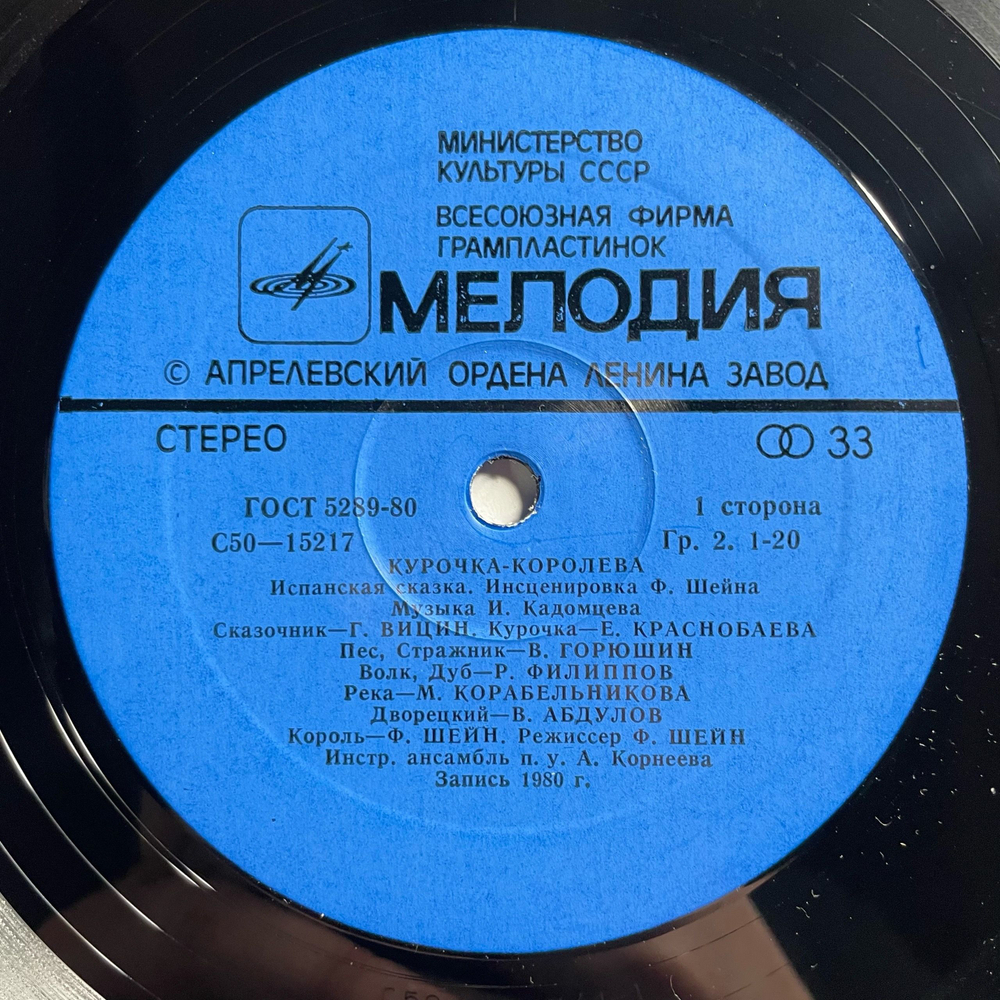 МИНИСТЕРСТВО
КУЛЬТУРЫ СССР
ВСЕСОЮЗНАЯ ФИРМА
ГРАМПЛАСТИНОК
МЕЛОДИЯ
© АПРЕЛЕВСКИЙ ОРДЕНА ЛЕНИНА ЗАВОД
СТЕРЕО 33
ГОСТ 5289-80 1 сторона
С50—15217 Гр. 2. 1-20
КУРОЧКА-КОРОЛЕВА
Испанская сказка. Инсценировка Ф. Шейна
Музыка И. Кадомцева
Сказочник—Г. ВИЦИН, Курочка—Е. КРАСНОБАЕВА
Пес, Стражник—В. ГОРЮШИН
Волк, Дуб—Р. ФИЛИППОВ
Река—М. КОРАБЕЛЬНИКОВА
Дворецкий—В. АБДУЛОВ
Король—Ф. ШЕЙН. Режиссер Ф. ШЕЙН
Инстр. ансамбль п. у. А. Корнеева
Запись 1980 г.